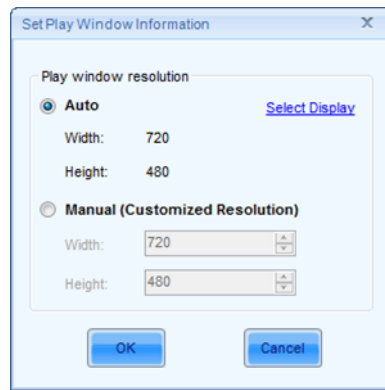 Set Play Window Information X
Play window resolution
Auto Select Display
Width: 720
Height: 480
Manual (Customized Resolution)
Width: 720
Height: 480
OK Cancel